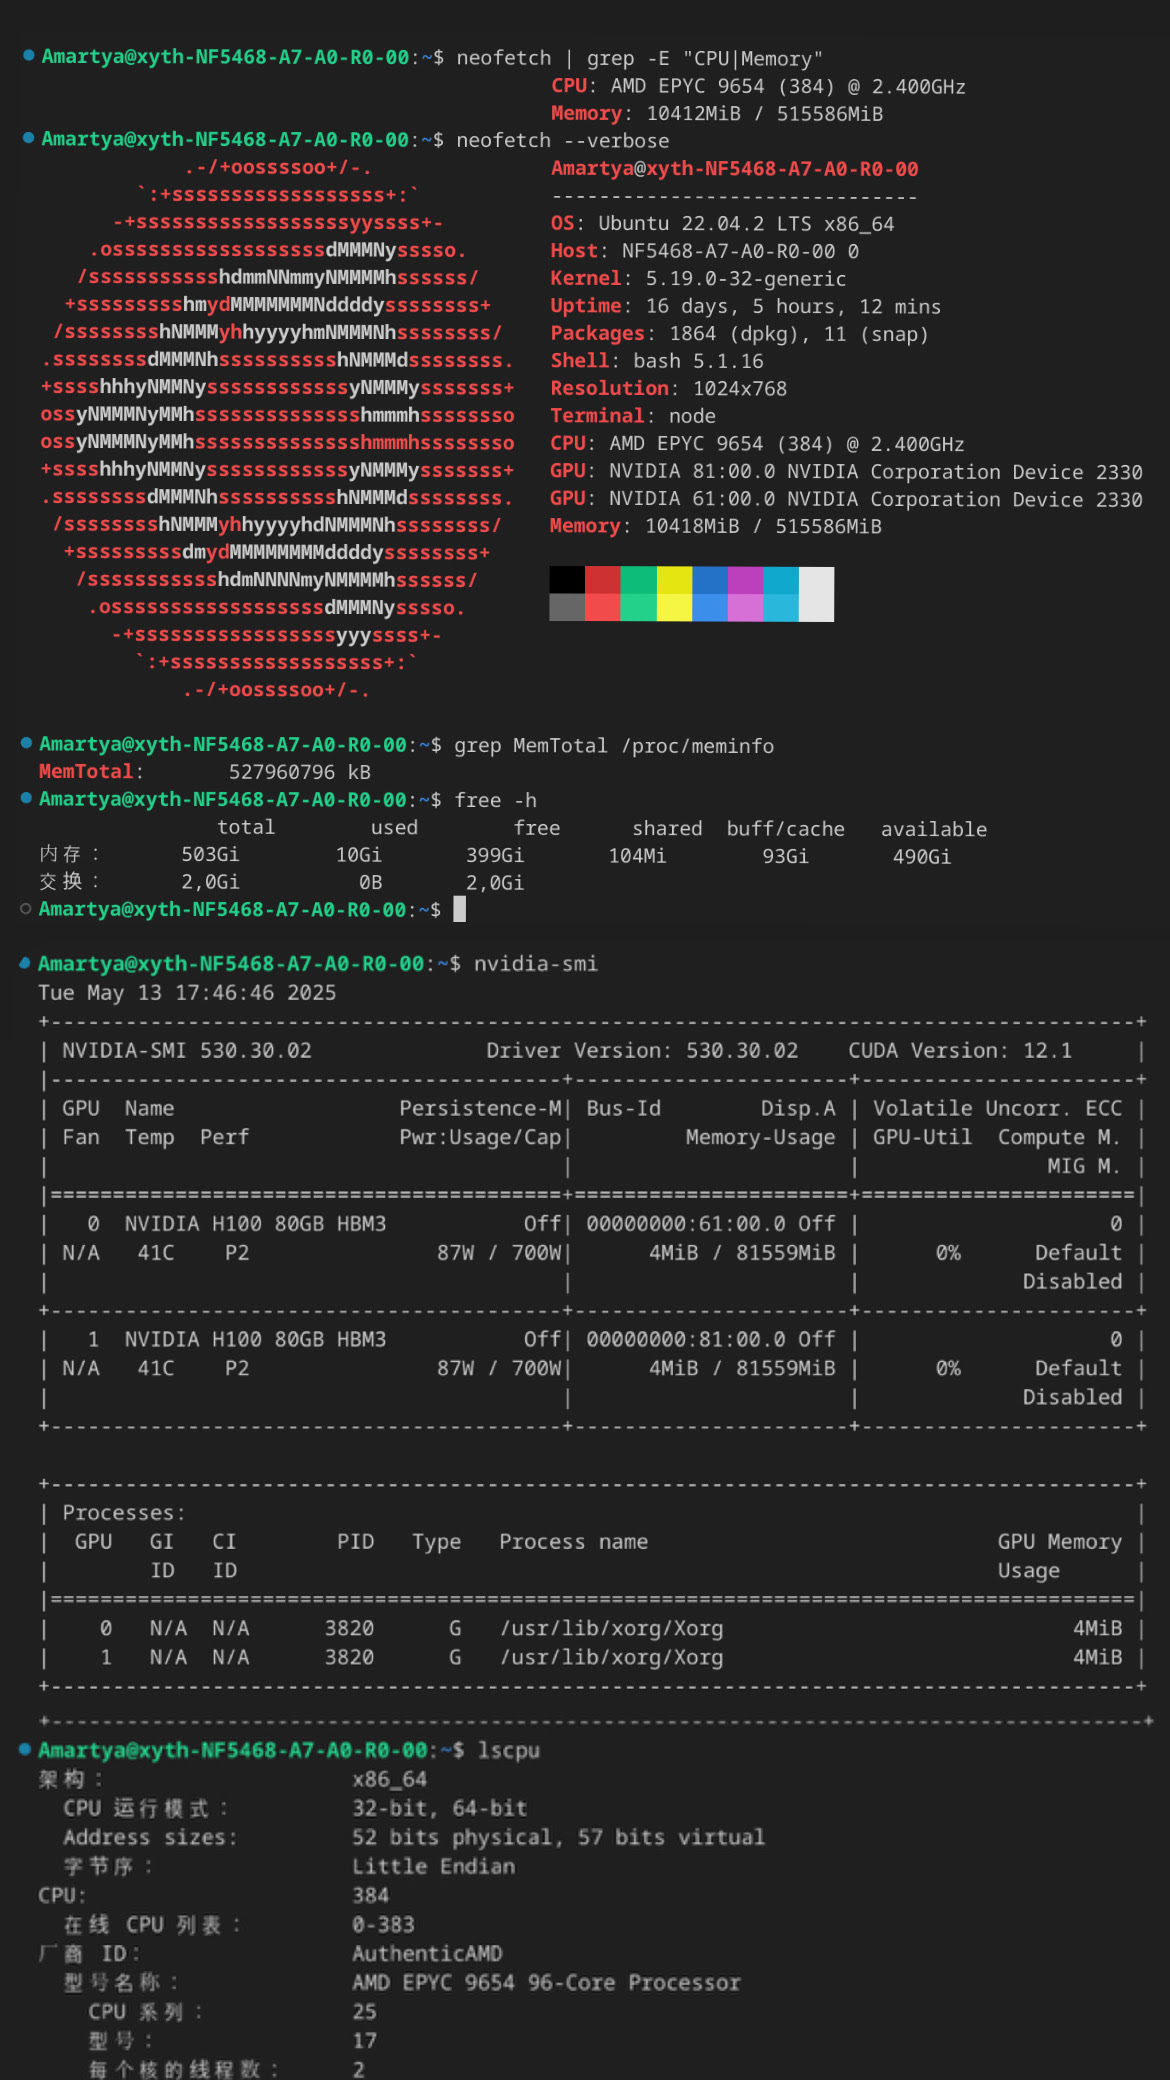 Amartya@xyth-NF5468-A7-A0-R0-00:~$ neofetch | grep -E "CPU|Memory"
CPU: AMD EPYC 9654 (384) @ 2.400GHz
Memory: 10412MiB / 515586MiB
Amartya@xyth-NF5468-A7-A0-R0-00:~$ neofetch --verbose
.-/+oossssoo+/-. Amartya@xyth-NF5468-A7-A0-R0-00
`:+ssssssssssssssssss+:` -------------------------------
-+ssssssssssssssssssyyssss+- OS: Ubuntu 22.04.2 LTS x86_64
.ossssssssssssssssssdMMMNysssso. Host: NF5468-A7-A0-R0-00 0
/ssssssssssshdmmNNmmyNMMMMhssssss/ Kernel: 5.19.0-32-generic
+ssssssssshmydMMMMMMMNddddyssssssss+ Uptime: 16 days, 5 hours, 12 mins
/sssssssshNMMMyhhyyyyhmNMMMNhssssssss/ Packages: 1864 (dpkg), 11 (snap)
.ssssssssdMMMNhsssssssssshNMMMdssssssss. Shell: bash 5.1.16
+sssshhhyNMMNyssssssssssssyNMMMysssssss+ Resolution: 1024x768
ossyNMMMNyMMhsssssssssssssshmmmhssssssso Terminal: node
ossyNMMMNyMMhsssssssssssssshmmmhssssssso CPU: AMD EPYC 9654 (384) @ 2.400GHz
+sssshhhyNMMNyssssssssssssyNMMMysssssss+ GPU: NVIDIA 81:00.0 NVIDIA Corporation Device 2330
.ssssssssdMMMNhsssssssssshNMMMdssssssss. GPU: NVIDIA 61:00.0 NVIDIA Corporation Device 2330
/sssssssshNMMMyhhyyyyhdNMMMNhssssssss/ Memory: 10418MiB / 515586MiB
+sssssssssdmydMMMMMMMMddddyssssssss+
/ssssssssssshdmNNNNmyNMMMMhssssss/
.ossssssssssssssssssdMMMNysssso.
-+sssssssssssssssssyyyssss+-
`:+ssssssssssssssssss+:`
.-/+oossssoo+/-.
Amartya@xyth-NF5468-A7-A0-R0-00:~$ grep MemTotal /proc/meminfo
MemTotal: 527960796 kB
Amartya@xyth-NF5468-A7-A0-R0-00:~$ free -h
total used free shared buff/cache available
内存： 503Gi 10Gi 399Gi 104Mi 93Gi 490Gi
交换： 2,0Gi 0B 2,0Gi
Amartya@xyth-NF5468-A7-A0-R0-00:~$
Amartya@xyth-NF5468-A7-A0-R0-00:~$ nvidia-smi
Tue May 13 17:46:46 2025
+---------------------------------------------------------------------------------------+
| NVIDIA-SMI 530.30.02 Driver Version: 530.30.02 CUDA Version: 12.1 |
|-----------------------------------------+----------------------+----------------------+
| GPU Name Persistence-M| Bus-Id Disp.A | Volatile Uncorr. ECC |
| Fan Temp Perf Pwr:Usage/Cap| Memory-Usage | GPU-Util Compute M. |
| | | MIG M. |
|=========================================+======================+======================|
| 0 NVIDIA H100 80GB HBM3 Off| 00000000:61:00.0 Off | 0 |
| N/A 41C P2 87W / 700W| 4MiB / 81559MiB | 0% Default |
| | | Disabled |
+-----------------------------------------+----------------------+----------------------+
| 1 NVIDIA H100 80GB HBM3 Off| 00000000:81:00.0 Off | 0 |
| N/A 41C P2 87W / 700W| 4MiB / 81559MiB | 0% Default |
| | | Disabled |
+-----------------------------------------+----------------------+----------------------+
+---------------------------------------------------------------------------------------+
| Processes: |
| GPU GI CI PID Type Process name GPU Memory |
| ID ID Usage |
|=======================================================================================|
| 0 N/A N/A 3820 G /usr/lib/xorg/Xorg 4MiB |
| 1 N/A N/A 3820 G /usr/lib/xorg/Xorg 4MiB |
+---------------------------------------------------------------------------------------+
+---------------------------------------------------------------------------------------+
Amartya@xyth-NF5468-A7-A0-R0-00:~$ lscpu
架构： x86_64
CPU 运行模式： 32-bit, 64-bit
Address sizes: 52 bits physical, 57 bits virtual
字节序： Little Endian
CPU: 384
在线 CPU 列表： 0-383
厂商 ID： AuthenticAMD
型号名称： AMD EPYC 9654 96-Core Processor
CPU 系列： 25
型号： 17
每个核的线程数： 2